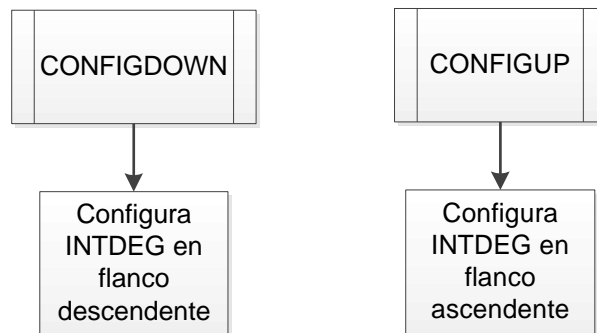 CONFIGDOWN
Configura
INTDEG en
flanco
descendente
CONFIGUP
Configura
INTDEG en
flanco
ascendente